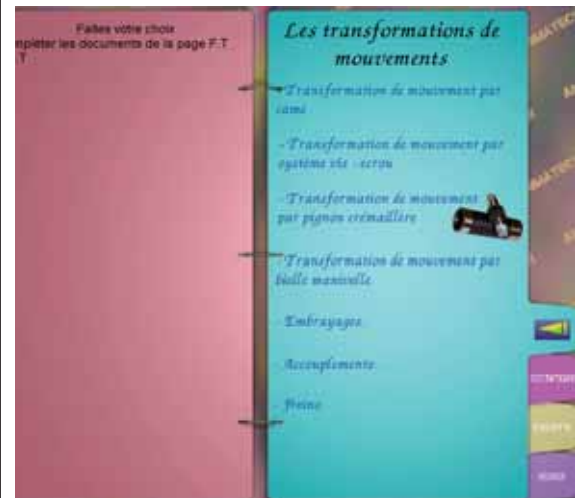 Faites votre choix
mpléter les documents de la page F.T
.T
Les transformations de
mouvements
- Transformation de mouvement par
came
- Transformation de mouvement par
système vis - ecrou
- Transformation de mouvement
par pignon crémaillère
- Transformation de mouvement par
bielle manivelle
- Embrayages
- Accouplements
- Freins